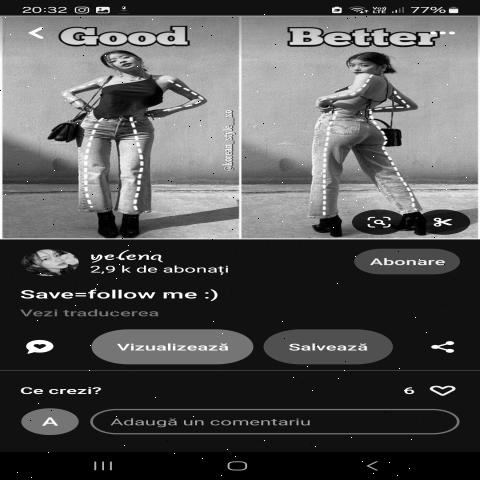 20:32
77%
Good
Better
@korean_style__xo
yelena
2,9 k de abonați
Abonare
Save=follow me :)
Vezi traducerea
Vizualizează
Salvează
Ce crezi?
6
A
Adaugă un comentariu